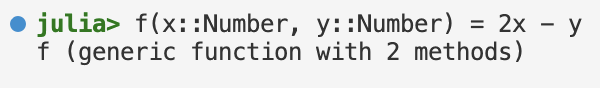 julia> f(x::Number, y::Number) = 2x - y
f (generic function with 2 methods)